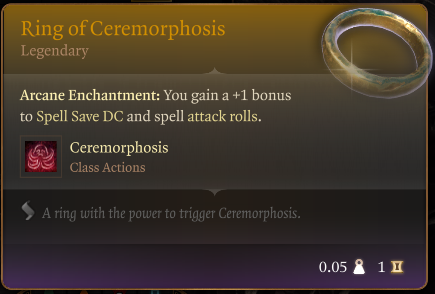 Ring of Ceremorphosis
Legendary
Arcane Enchantment: You gain a +1 bonus
to Spell Save DC and spell attack rolls.
Ceremorphosis
Class Actions
A ring with the power to trigger Ceremorphosis.
0.05 1